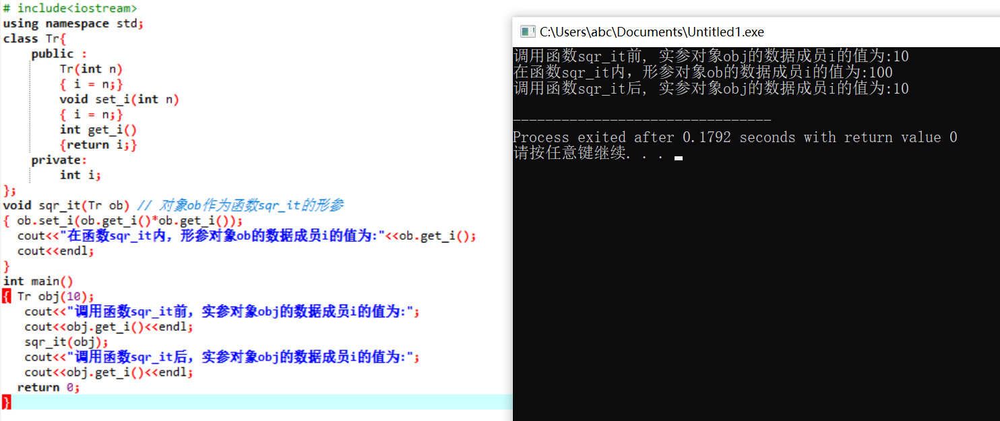 # include<iostream>
using namespace std;
class Tr{
    public :
        Tr(int n)
        { i = n;}
        void set_i(int n)
        { i = n;}
        int get_i()
        {return i;}
    private:
        int i;
};
void sqr_it(Tr ob) // 对象ob作为函数sqr_it的形参
{ ob.set_i(ob.get_i()*ob.get_i());
  cout<<"在函数sqr_it内，形参对象ob的数据成员i的值为:"<<ob.get_i();
  cout<<endl;
}
int main()
{ Tr obj(10);
   cout<<"调用函数sqr_it前，实参对象obj的数据成员i的值为:";
   cout<<obj.get_i()<<endl;
   sqr_it(obj);
   cout<<"调用函数sqr_it后，实参对象obj的数据成员i的值为:";
   cout<<obj.get_i()<<endl;
  return 0;
}
C:\Users\abc\Documents\Untitled1.exe
调用函数sqr_it前，实参对象obj的数据成员i的值为:10
在函数sqr_it内，形参对象ob的数据成员i的值为:100
调用函数sqr_it后，实参对象obj的数据成员i的值为:10
--------------------------------
Process exited after 0.1792 seconds with return value 0
请按任意键继续. . .